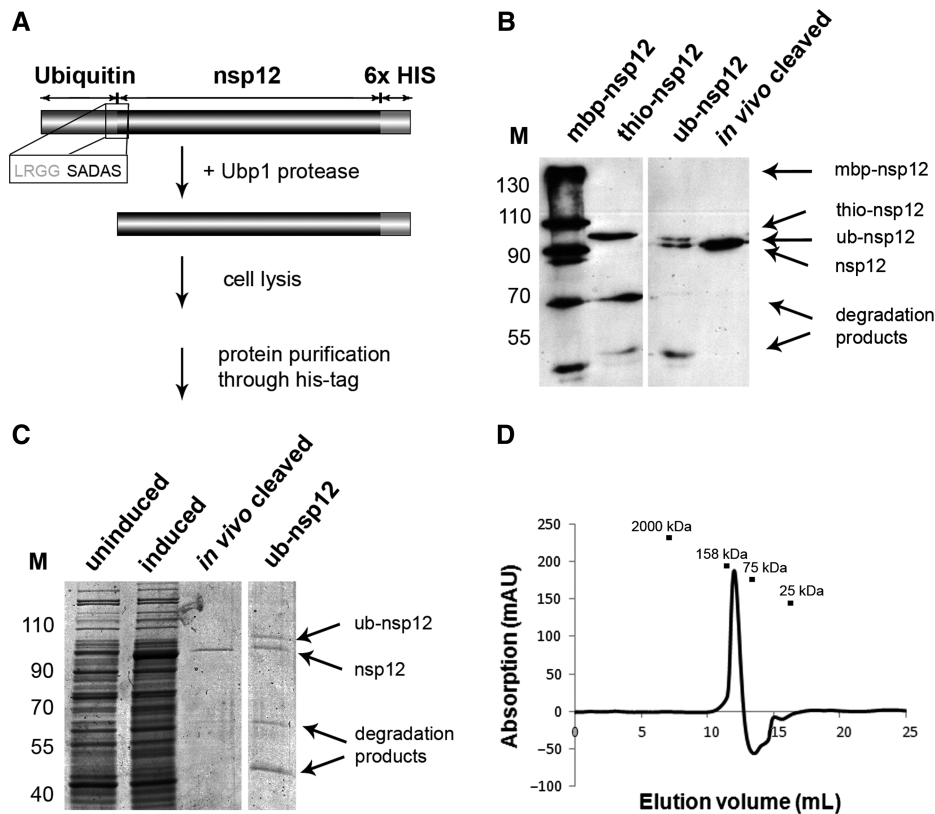 A
Ubiquitin nsp12 6x HIS
LRGG SADAS
+ Ubp1 protease
cell lysis
protein purification
through his-tag
B
M mbp-nsp12 thio-nsp12 ub-nsp12 in vivo cleaved
130
110
90
70
55
mbp-nsp12
thio-nsp12
ub-nsp12
nsp12
degradation
products
C
M uninduced induced in vivo cleaved ub-nsp12
110
90
70
55
40
ub-nsp12
nsp12
degradation
products
D
Absorption (mAU)
250
200
150
100
50
0
−50
−100
2000 kDa
158 kDa
75 kDa
25 kDa
0 5 10 15 20 25
Elution volume (mL)